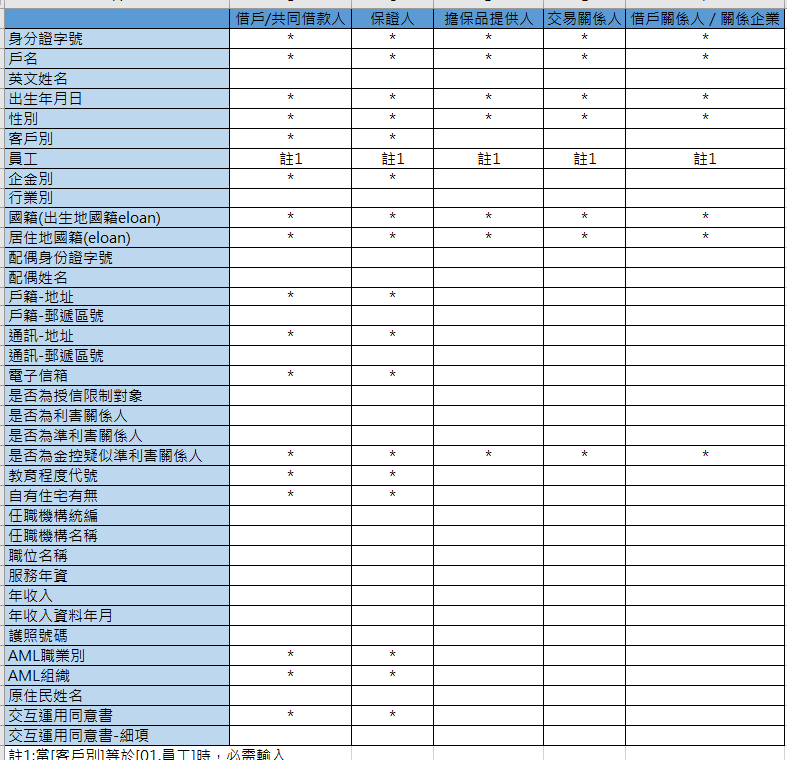 借戶/共同借款人 保證人 擔保品提供人 交易關係人 借戶關係人 / 關係企業
身分證字號 * * * * *
戶名 * * * * *
英文姓名
出生年月日 * * * * *
性別 * * * * *
客戶別 * *
員工 註1 註1 註1 註1 註1
企金別 * *
行業別
國籍(出生地國籍eloan) * * * * *
居住地國籍(eloan) * * * * *
配偶身份證字號
配偶姓名
戶籍-地址 * *
戶籍-郵遞區號
通訊-地址 * *
通訊-郵遞區號
電子信箱 * *
是否為授信限制對象
是否為利害關係人
是否為準利害關係人
是否為金控疑似準利害關係人 * * * * *
教育程度代號 * *
自有住宅有無 * *
任職機構統編
任職機構名稱
職位名稱
服務年資
年收入
年收入資料年月
護照號碼
AML職業別 * *
AML組織 * *
原住民姓名
交互運用同意書 * *
交互運用同意書-細項
註1:當[客戶別]等於[01.員工]時，必需輸入